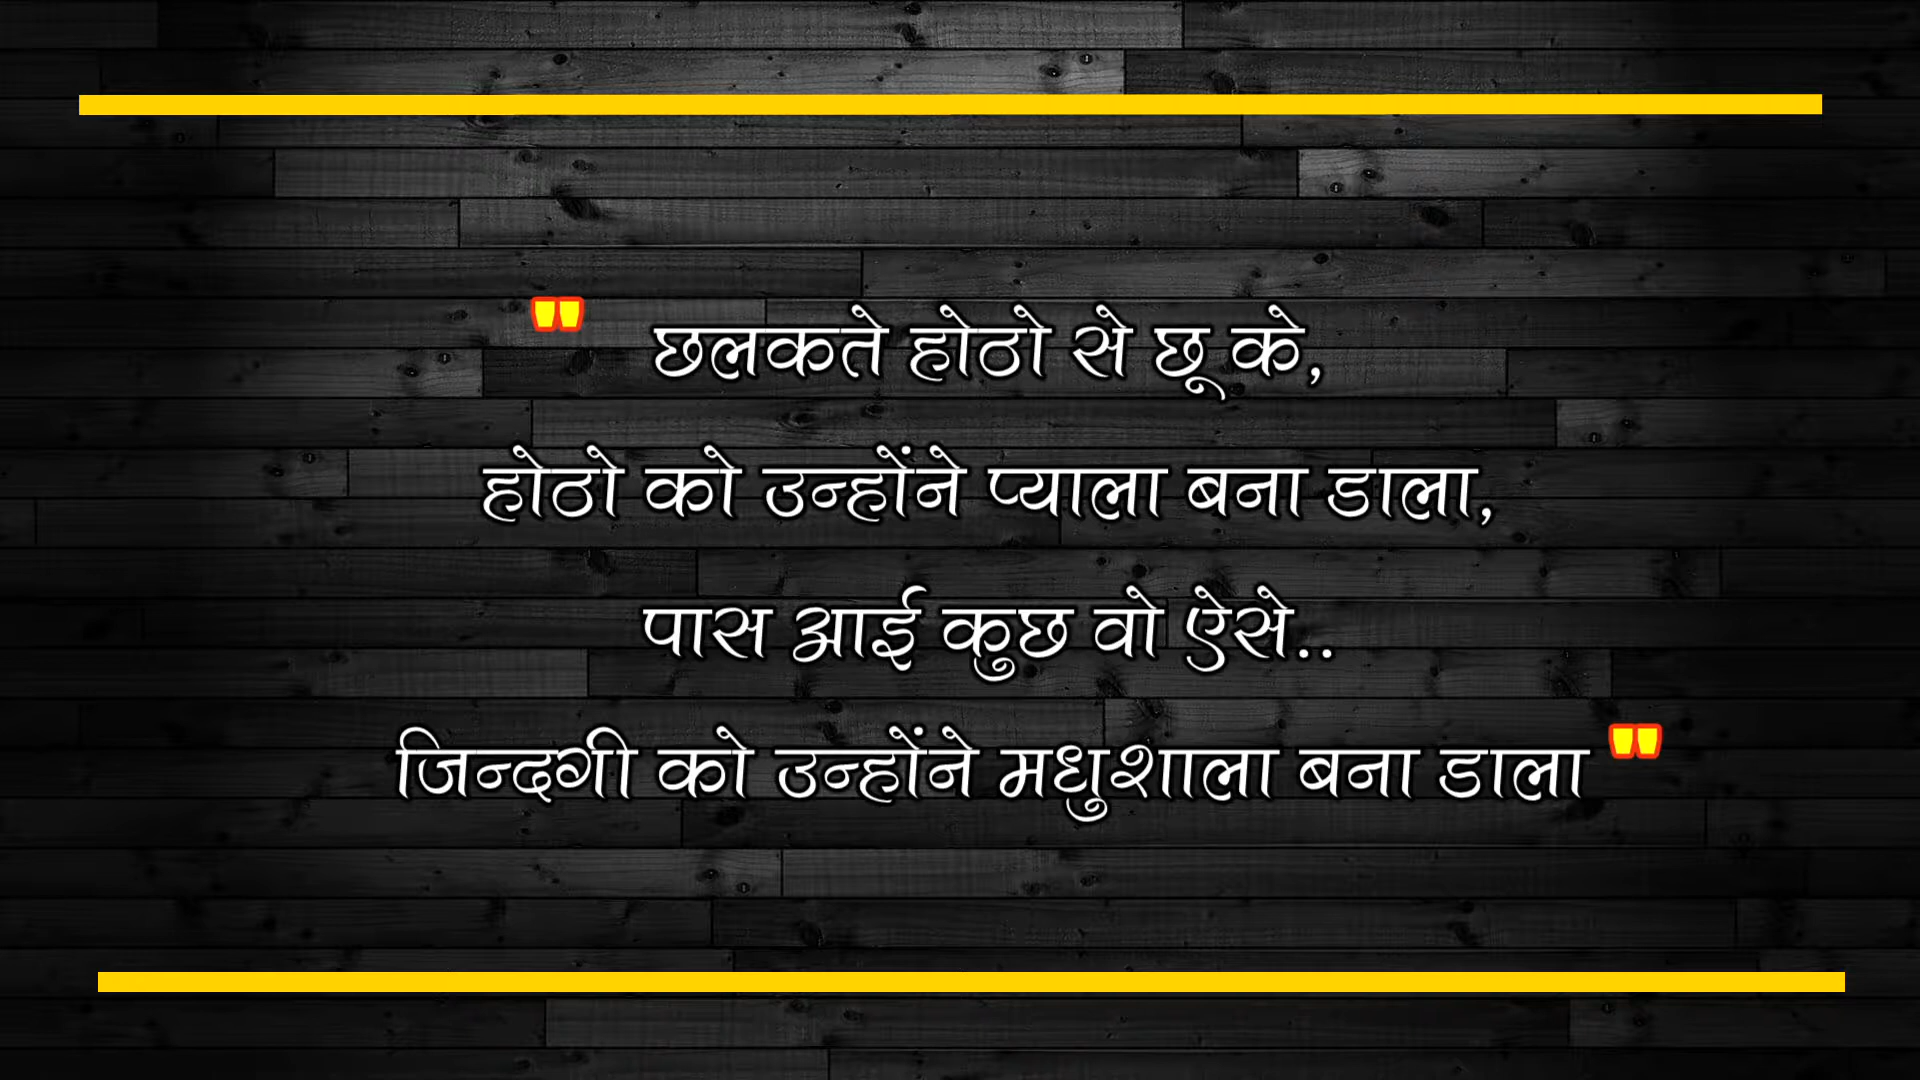 " छलकते होठो से छू के,
होठो को उन्होंने प्याला बना डाला,
पास आई कुछ वो ऐसे..
जिन्दगी को उन्होंने मधुशाला बना डाला "